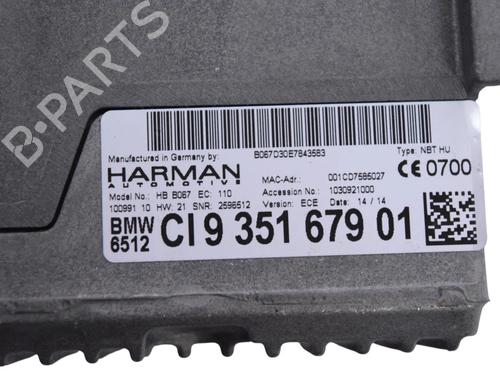 B-PARTS
B067D30E7843583
Manufactured in Germany by:
HARMAN
AUTOMOTIVE
Type: NBT HU
MAC-Adr.: 001CD7585027
CE 0700
Model No.: HB B067 EC: 110
Accession No.: 1030921000
100991 10 HW: 21 SNR: 2596512
Version: ECE Date: 14 / 14
BMW
6512
CI 9 351 679 01